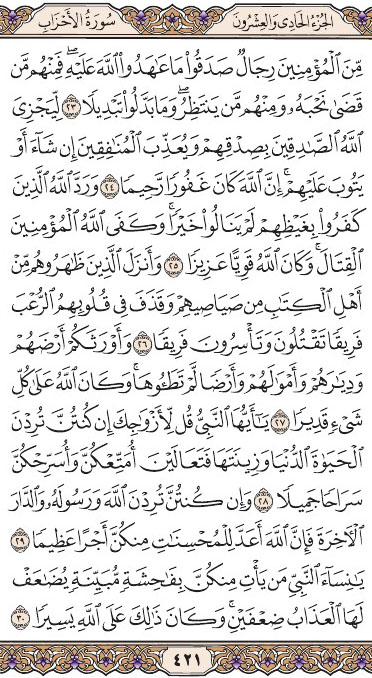 الجزء الحادي والعشرون سورة الأحزاب
مِّنَ ٱلْمُؤْمِنِينَ رِجَالٌ صَدَقُوا۟ مَا عَٰهَدُوا۟ ٱللَّهَ عَلَيْهِ ۖ فَمِنْهُم مَّن
قَضَىٰ نَحْبَهُۥ وَمِنْهُم مَّن يَنتَظِرُ ۖ وَمَا بَدَّلُوا۟ تَبْدِيلًا ٢٣ لِّيَجْزِىَ
ٱللَّهُ ٱلصَّٰدِقِينَ بِصِدْقِهِمْ وَيُعَذِّبَ ٱلْمُنَٰفِقِينَ إِن شَآءَ أَوْ
يَتُوبَ عَلَيْهِمْ ۚ إِنَّ ٱللَّهَ كَانَ غَفُورًا رَّحِيمًا ٢٤ وَرَدَّ ٱللَّهُ ٱلَّذِينَ
كَفَرُوا۟ بِغَيْظِهِمْ لَمْ يَنَالُوا۟ خَيْرًا ۚ وَكَفَى ٱللَّهُ ٱلْمُؤْمِنِينَ
ٱلْقِتَالَ ۚ وَكَانَ ٱللَّهُ قَوِيًّا عَزِيزًا ٢٥ وَأَنزَلَ ٱلَّذِينَ ظَٰهَرُوهُم مِّنْ
أَهْلِ ٱلْكِتَٰبِ مِن صَيَاصِيهِمْ وَقَذَفَ فِى قُلُوبِهِمُ ٱلرُّعْبَ
فَرِيقًا تَقْتُلُونَ وَتَأْسِرُونَ فَرِيقًا ٢٦ وَأَوْرَثَكُمْ أَرْضَهُمْ
وَدِيَٰرَهُمْ وَأَمْوَٰلَهُمْ وَأَرْضًا لَّمْ تَطَـُٔوهَا ۚ وَكَانَ ٱللَّهُ عَلَىٰ كُلِّ
شَىْءٍ قَدِيرًا ٢٧ يَٰٓأَيُّهَا ٱلنَّبِىُّ قُل لِّأَزْوَٰجِكَ إِن كُنتُنَّ تُرِدْنَ
ٱلْحَيَوٰةَ ٱلدُّنْيَا وَزِينَتَهَا فَتَعَالَيْنَ أُمَتِّعْكُنَّ وَأُسَرِّحْكُنَّ
سَرَاحًا جَمِيلًا ٢٨ وَإِن كُنتُنَّ تُرِدْنَ ٱللَّهَ وَرَسُولَهُۥ وَٱلدَّارَ
ٱلْءَاخِرَةَ فَإِنَّ ٱللَّهَ أَعَدَّ لِلْمُحْسِنَٰتِ مِنكُنَّ أَجْرًا عَظِيمًا ٢٩
يَٰنِسَآءَ ٱلنَّبِىِّ مَن يَأْتِ مِنكُنَّ بِفَٰحِشَةٍ مُّبَيِّنَةٍ يُضَٰعَفْ
لَهَا ٱلْعَذَابُ ضِعْفَيْنِ ۚ وَكَانَ ذَٰلِكَ عَلَى ٱللَّهِ يَسِيرًا ٣٠
٤٢١